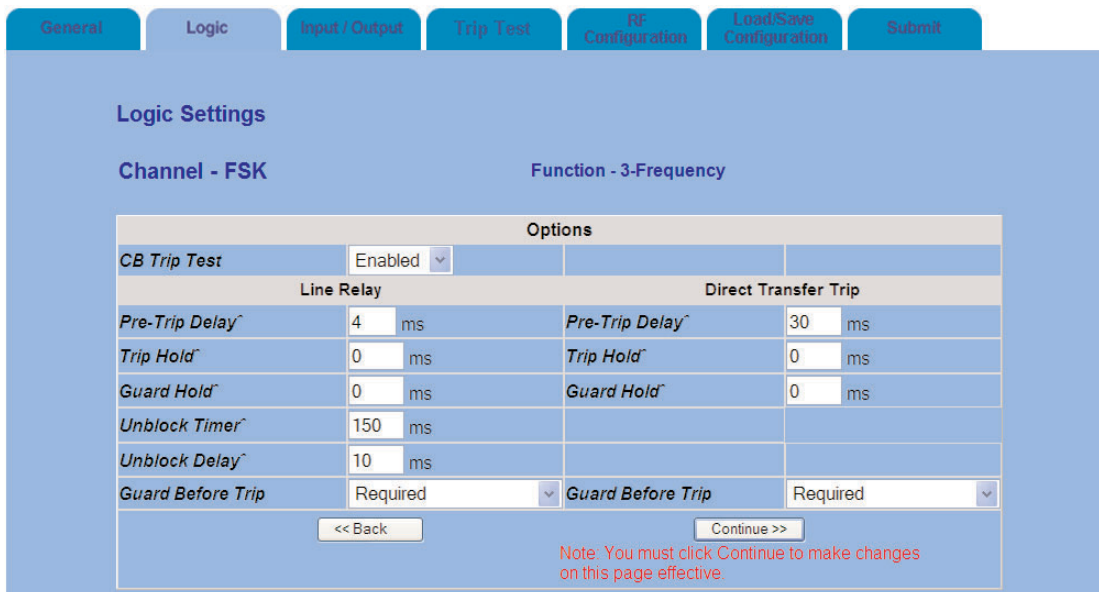 General Logic Input / Output Trip Test RF Configuration Load/Save Configuration Submit
Logic Settings
Channel - FSK Function - 3-Frequency
Options
CB Trip Test Enabled
Line Relay Direct Transfer Trip
Pre-Trip Delay^ 4 ms Pre-Trip Delay^ 30 ms
Trip Hold^ 0 ms Trip Hold^ 0 ms
Guard Hold^ 0 ms Guard Hold^ 0 ms
Unblock Timer^ 150 ms
Unblock Delay^ 10 ms
Guard Before Trip Required Guard Before Trip Required
<< Back Continue >>
Note: You must click Continue to make changes
on this page effective.